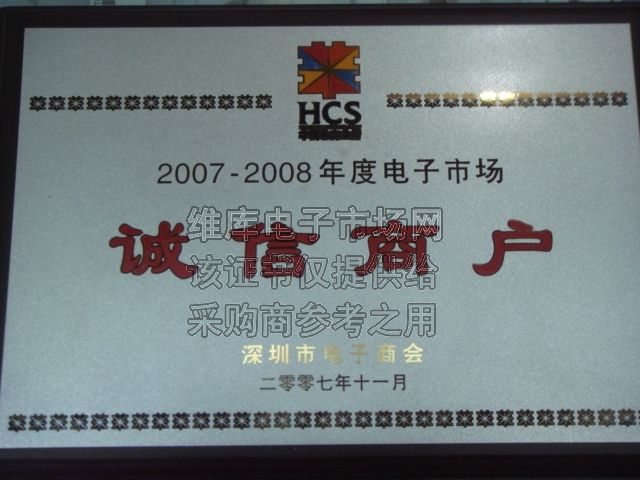 HCS
2007-2008年度电子市场
诚信商户
维库电子市场网
该证书仅提供给
采购商参考之用
深圳市电子商会
二零零七年十一月